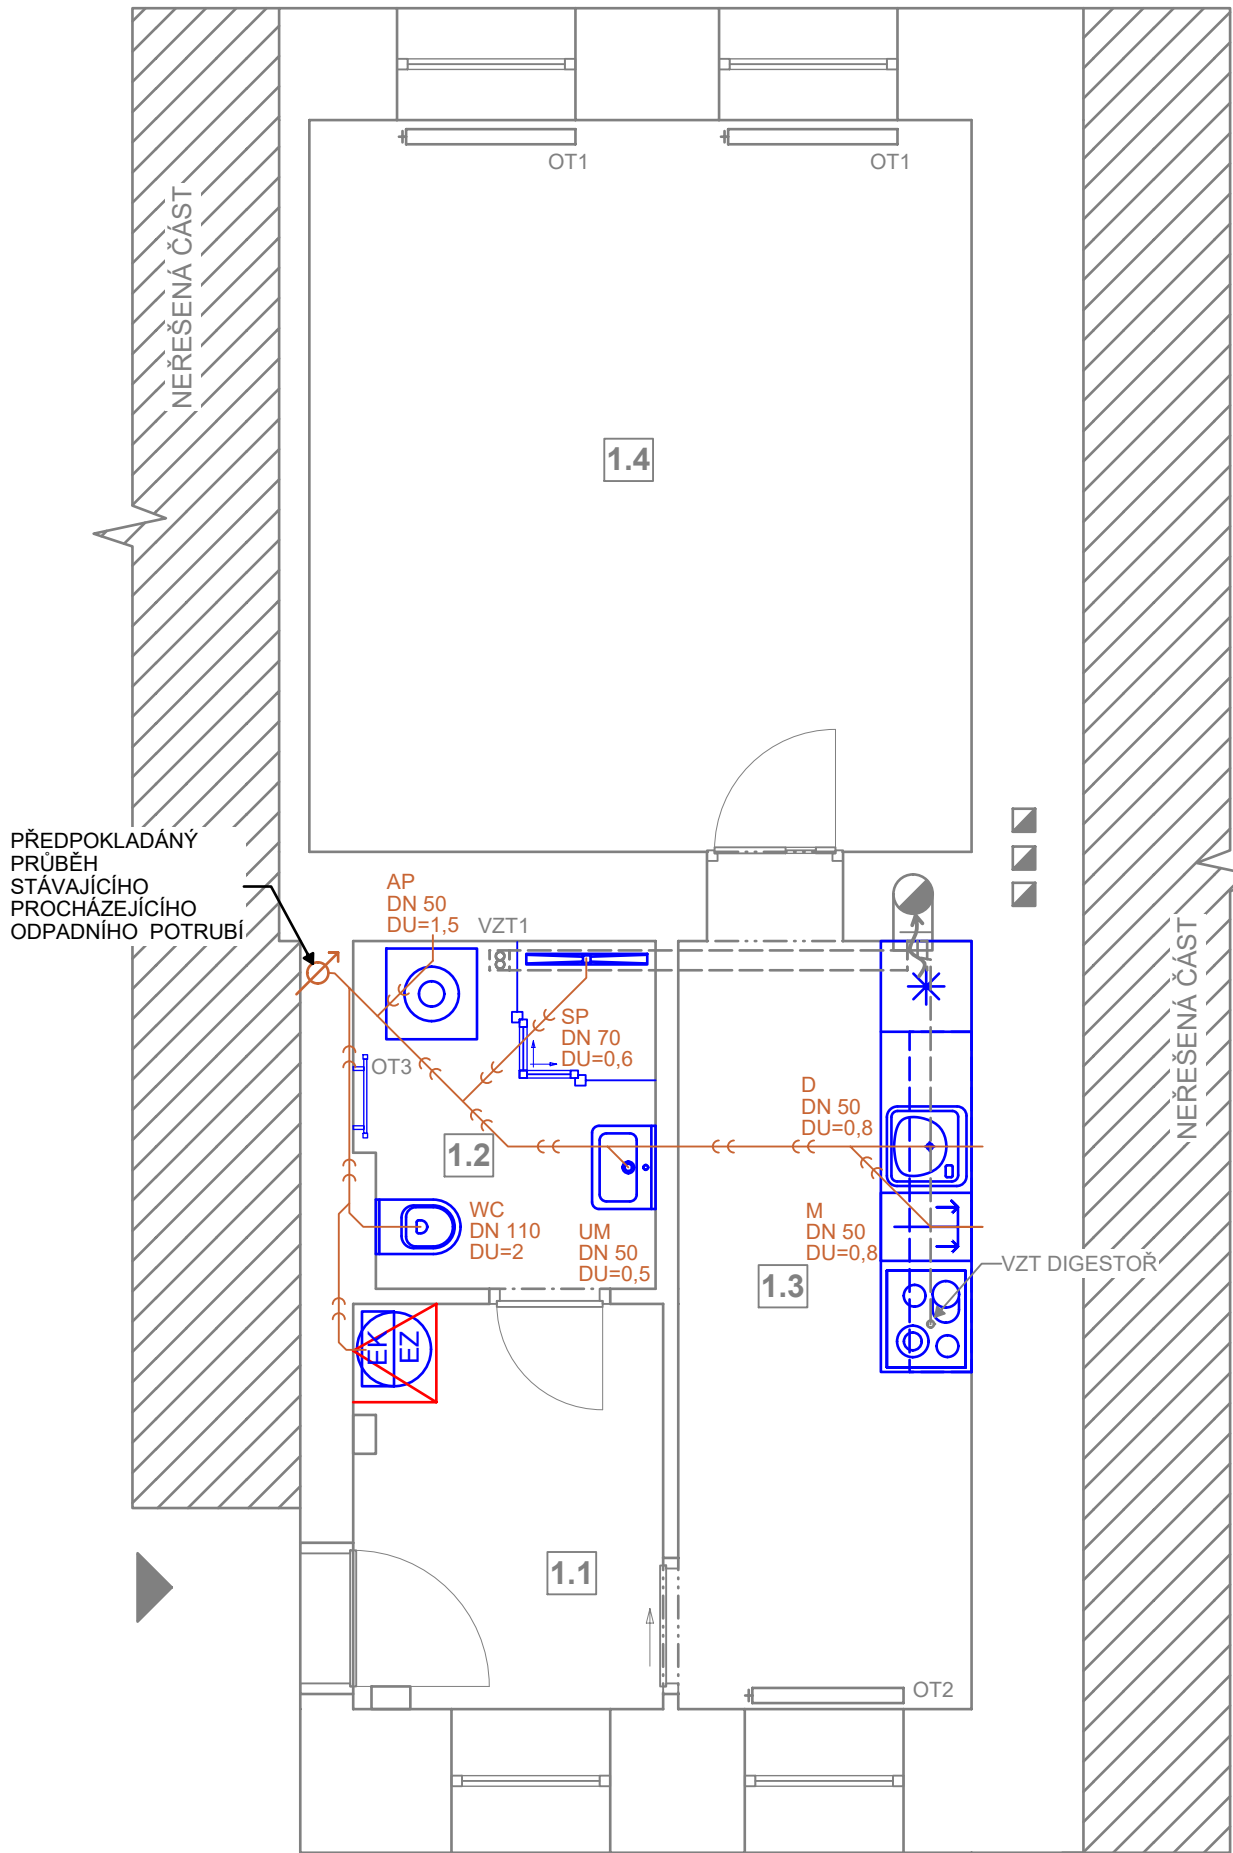 OT1
OT1
NEŘEŠENÁ ČÁST
1.4
PŘEDPOKLADÁNÝ
PRŮBĚH
STÁVAJÍCÍHO
PROCHÁZEJÍCÍHO
ODPADNÍHO POTRUBÍ
AP
DN 50
DU=1,5
VZT1
SP
DN 70
DU=0,6
OT3
D
DN 50
DU=0,8
NEŘEŠENÁ ČÁST
1.2
WC
DN 110
DU=2
UM
DN 50
DU=0,5
M
DN 50
DU=0,8
VZT DIGESTOŘ
1.3
EK
EZ
1.1
OT2